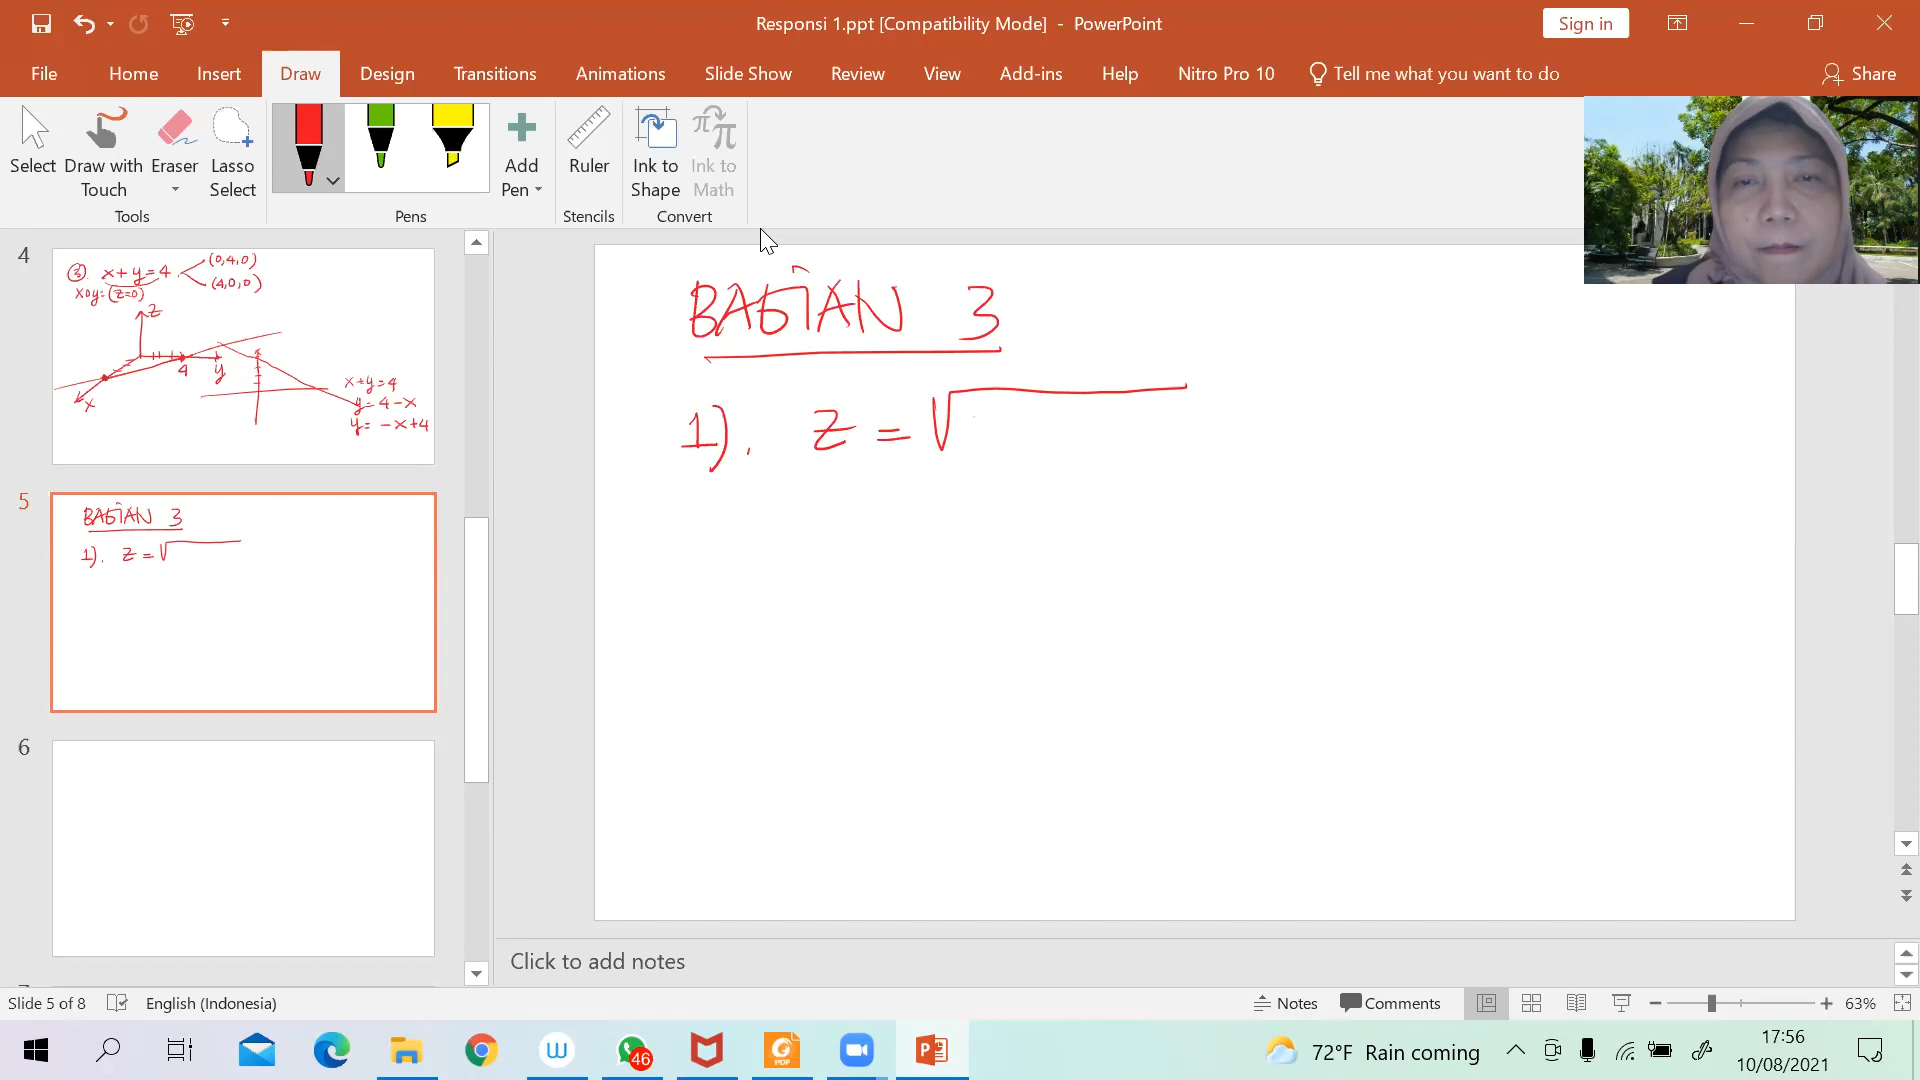 Responsi 1.ppt [Compatibility Mode] - PowerPoint
Sign in
File Home Insert Draw Design Transitions Animations Slide Show Review View Add-ins Help Nitro Pro 10 Tell me what you want to do Share
Select
Draw with Touch
Eraser
Lasso Select
Add Pen
Ruler
Ink to Shape
Ink to Math
Tools Pens Stencils Convert
4
③. x+y=4 (0,4,0)
(4,0,0)
xoy=(z=0)
z
4 y
x
x+y=4
y=4-x
y=-x+4
5
BAGIAN 3
1). z=√
6
BAGIAN 3
1). z=√
Click to add notes
Slide 5 of 8 English (Indonesia) Notes Comments 63%
W 46 PDF
72°F Rain coming
17:56
10/08/2021